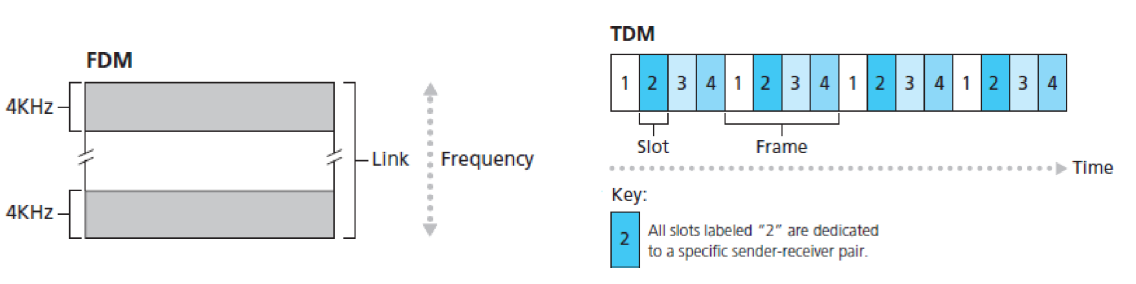 FDM
4KHz
Link
Frequency
4KHz
TDM
1 2 3 4 1 2 3 4 1 2 3 4 1 2 3 4
Slot
Frame
Time
Key:
2
All slots labeled "2" are dedicated
to a specific sender-receiver pair.